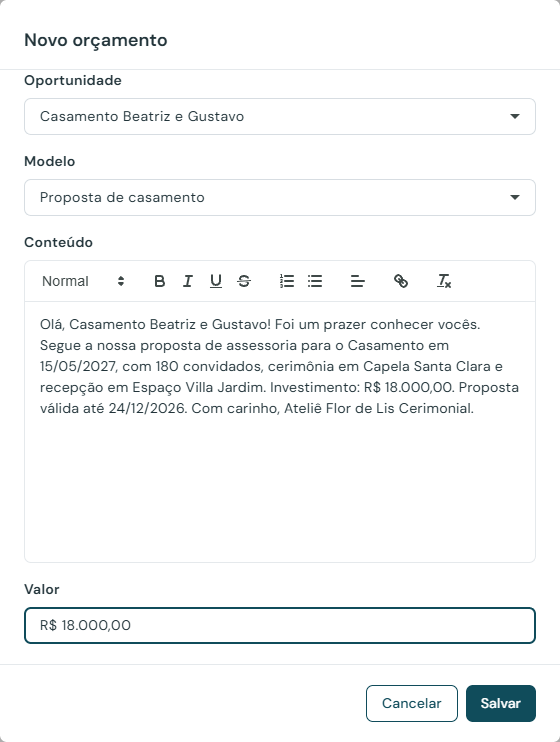 Novo orçamento
Oportunidade
Casamento Beatriz e Gustavo
Modelo
Proposta de casamento
Conteúdo
Normal
Olá, Casamento Beatriz e Gustavo! Foi um prazer conhecer vocês.
Segue a nossa proposta de assessoria para o Casamento em
15/05/2027, com 180 convidados, cerimônia em Capela Santa Clara e
recepção em Espaço Villa Jardim. Investimento: R$ 18.000,00. Proposta
válida até 24/12/2026. Com carinho, Ateliê Flor de Lis Cerimonial.
Valor
R$ 18.000,00
Cancelar
Salvar